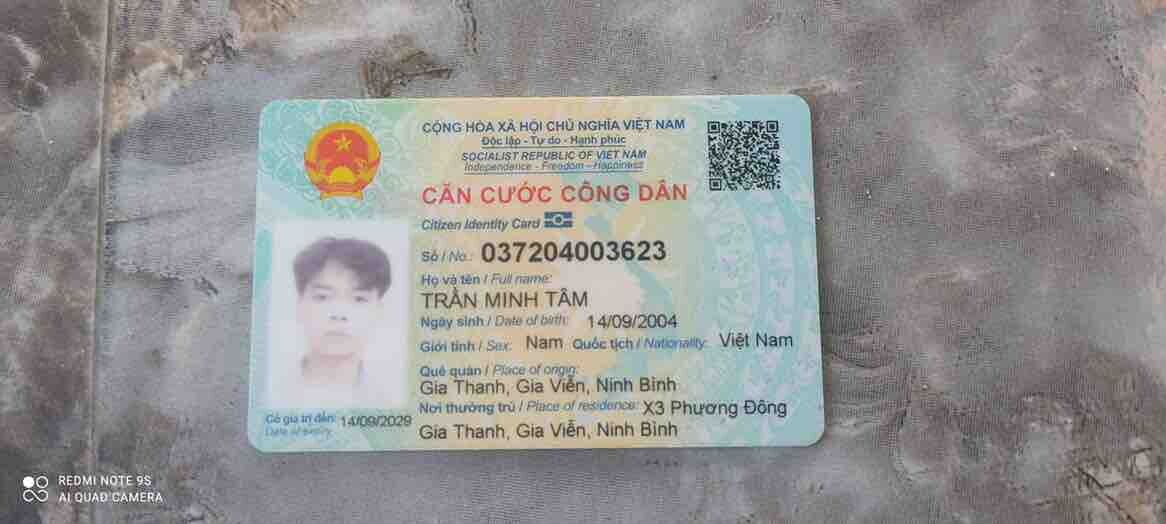 CỘNG HÒA XÃ HỘI CHỦ NGHĨA VIỆT NAM
Độc lập - Tự do - Hạnh phúc
SOCIALIST REPUBLIC OF VIET NAM
Independence - Freedom - Happiness
CĂN CƯỚC CÔNG DÂN
Citizen Identity Card
Số / No.: 037204003623
Họ và tên / Full name:
TRẦN MINH TÂM
Ngày sinh / Date of birth: 14/09/2004
Giới tính / Sex: Nam Quốc tịch / Nationality: Việt Nam
Quê quán / Place of origin:
Gia Thanh, Gia Viễn, Ninh Bình
Nơi thường trú / Place of residence: X3 Phương Đông
Gia Thanh, Gia Viễn, Ninh Bình
Có giá trị đến: 14/09/2029
Date of expiry
REDMI NOTE 9S
AI QUAD CAMERA